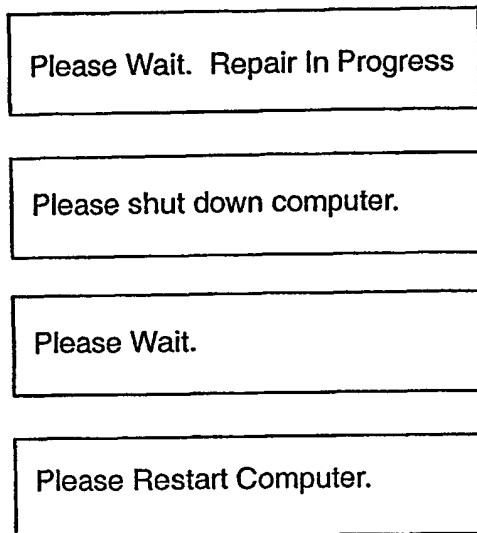 Please Wait. Repair In Progress
Please shut down computer.
Please Wait.
Please Restart Computer.